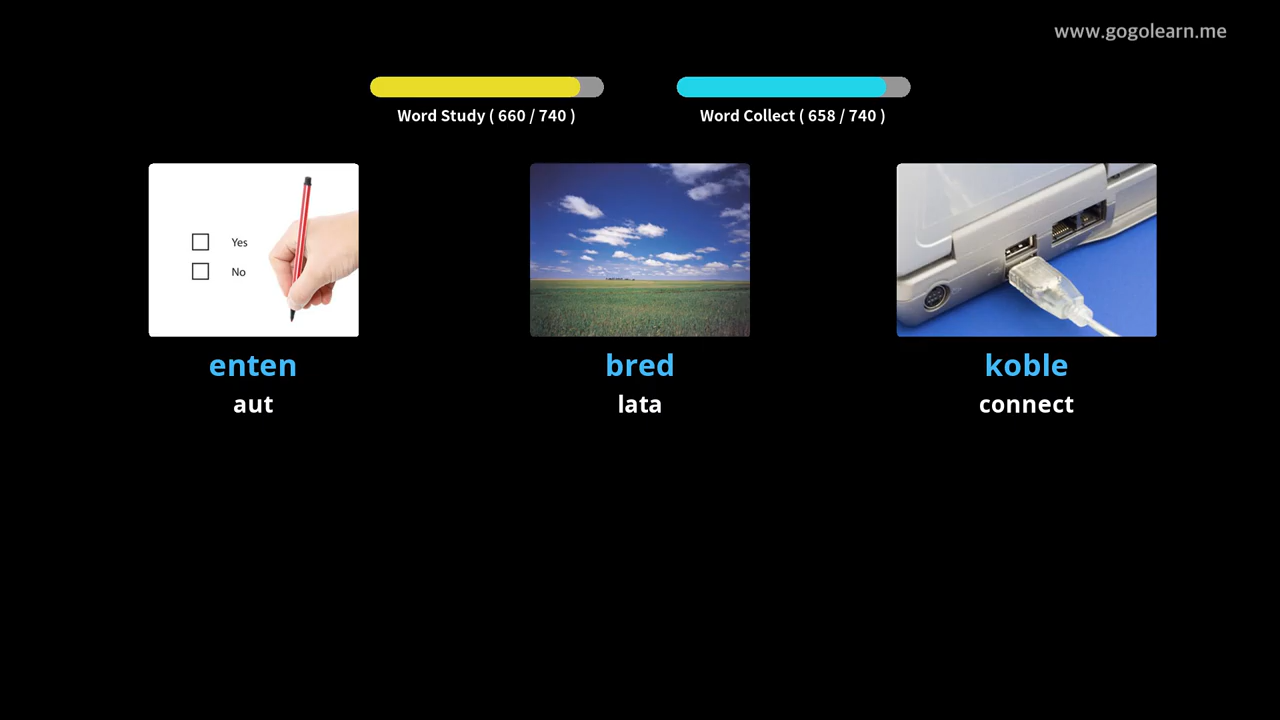 www.gogolearn.me
Word Study ( 660 / 740 )
Word Collect ( 658 / 740 )
Yes
No
enten
aut
bred
lata
koble
connect